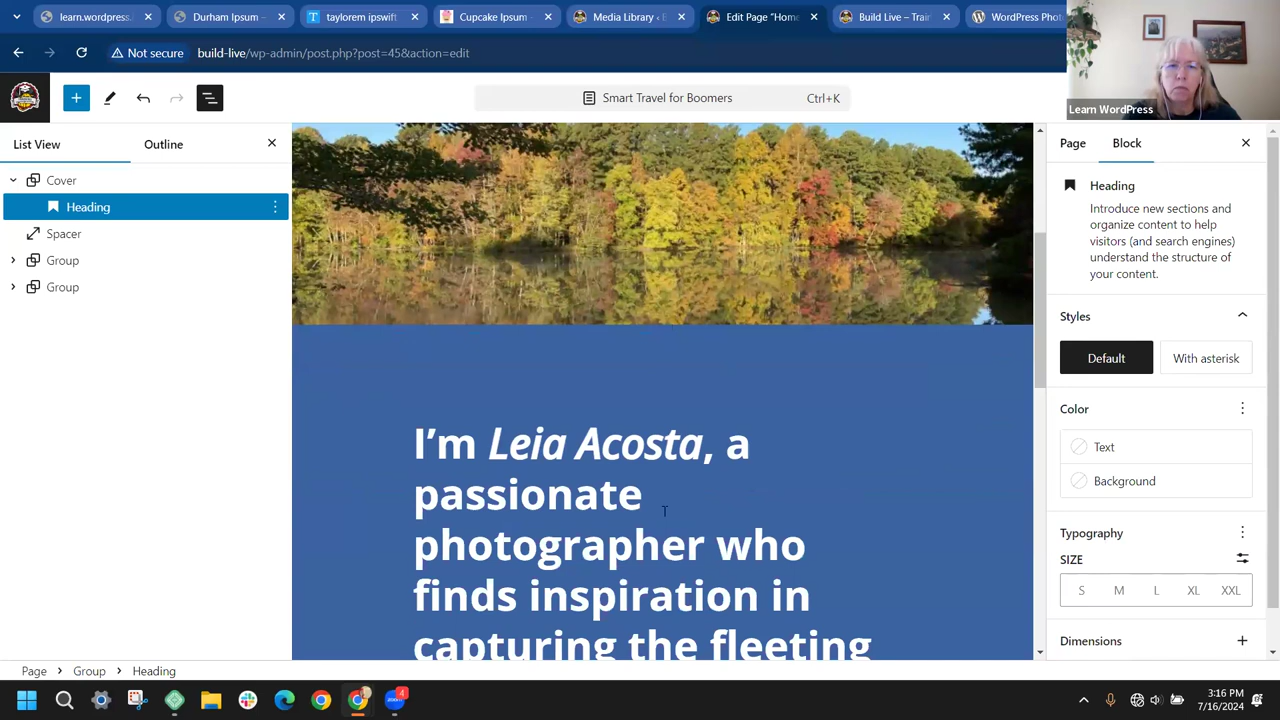 learn.wordpress.
Durham Ipsum –
taylorem ipswift
Cupcake Ipsum –
Media Library ‹ B
Edit Page “Home
Build Live – Train
WordPress Phot
Not secure
build-live/wp-admin/post.php?post=45&action=edit
Smart Travel for Boomers
Ctrl+K
Learn WordPress
List View
Outline
Page
Block
Cover
Heading
Spacer
Group
Group
Heading
Introduce new sections and
organize content to help
visitors (and search engines)
understand the structure of
your content.
Styles
Default
With asterisk
Color
Text
Background
Typography
SIZE
S M L XL XXL
Dimensions
I’m Leia Acosta, a
passionate
photographer who
finds inspiration in
capturing the fleeting
Page
Group
Heading
4
3:16 PM
7/16/2024